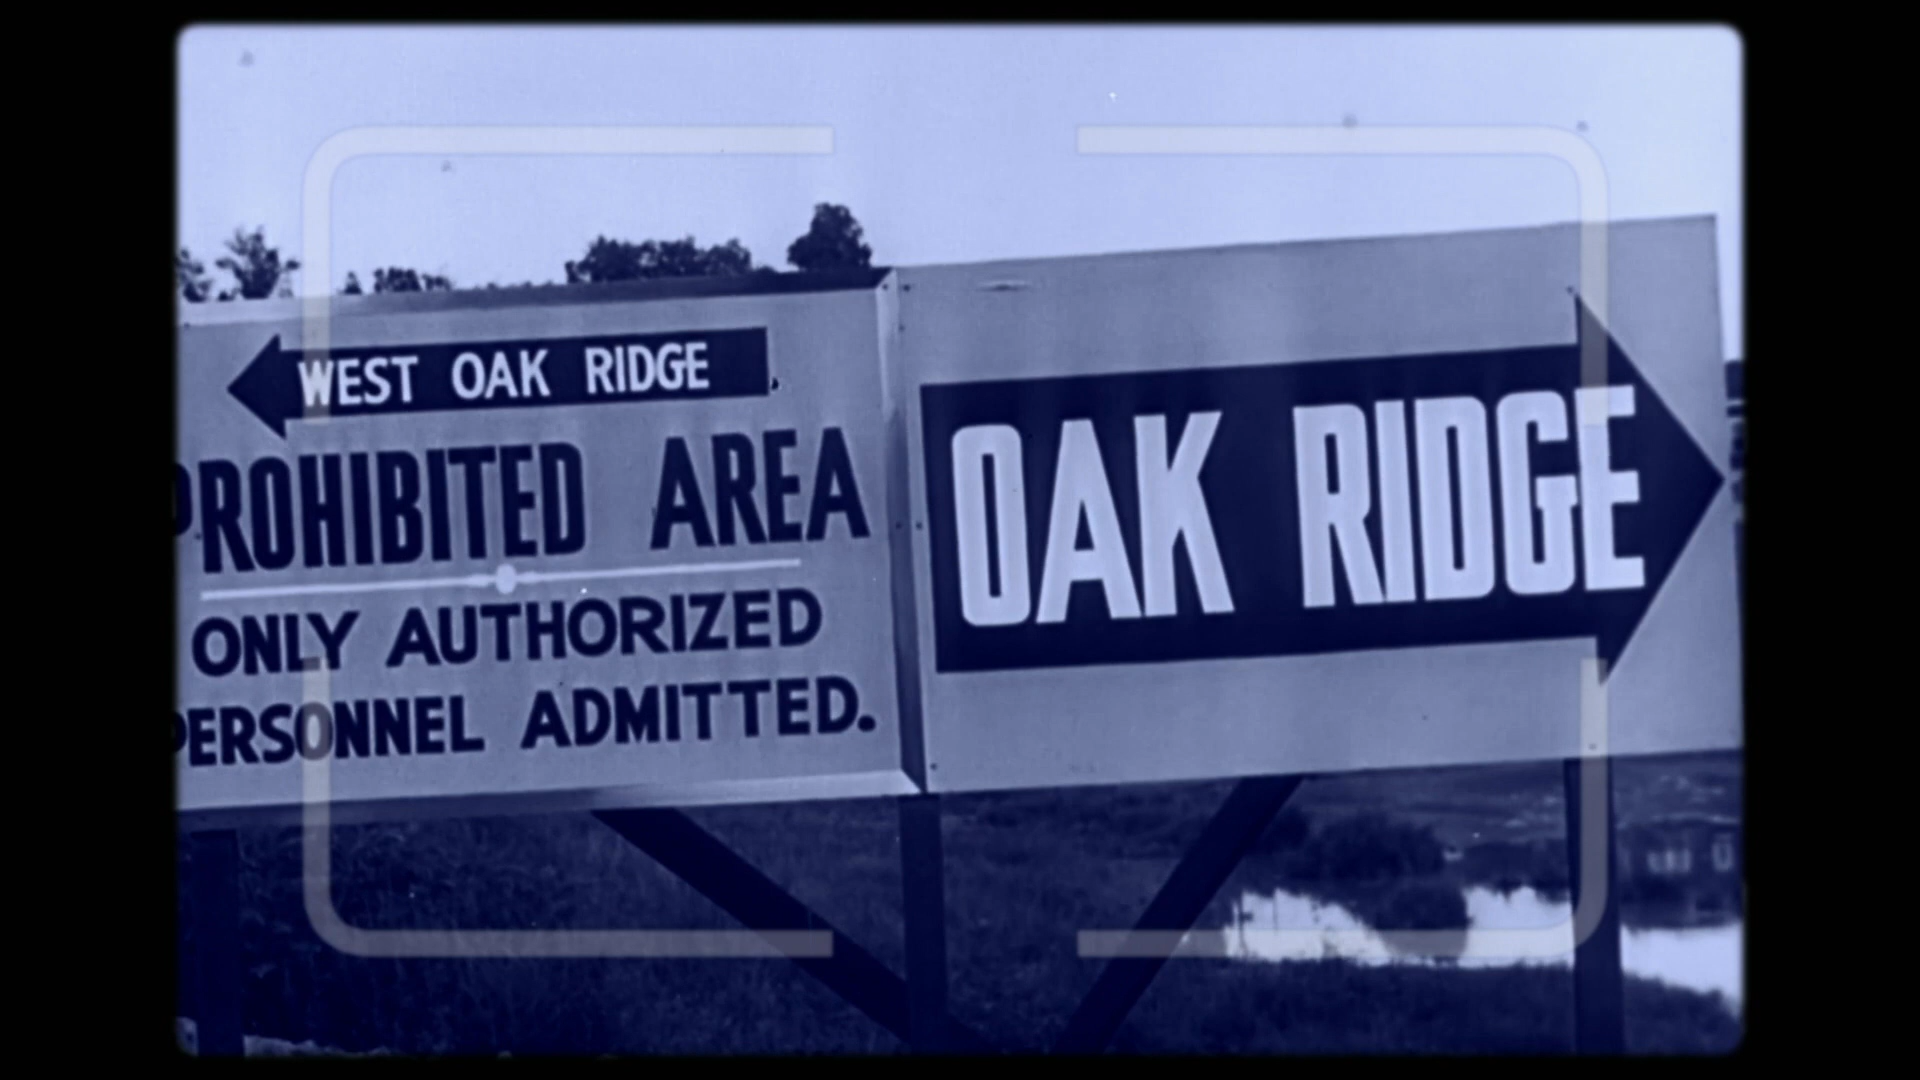 WEST OAK RIDGE
PROHIBITED AREA
ONLY AUTHORIZED
PERSONNEL ADMITTED.
OAK RIDGE